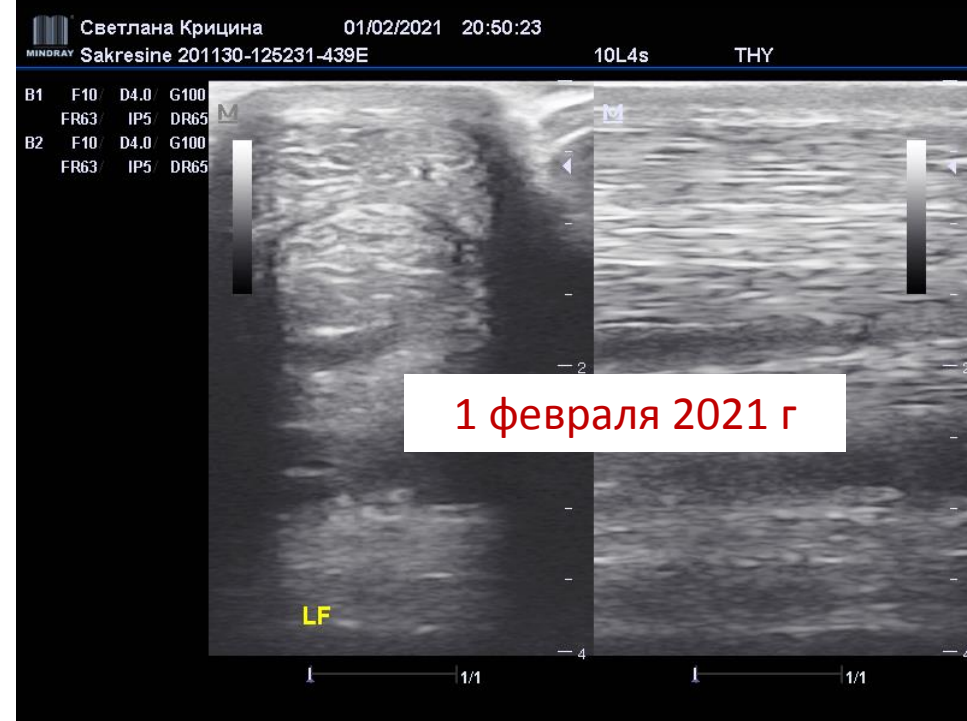 Светлана Крицина 01/02/2021 20:50:23
MINDRAY Sakresine 201130-125231-439E 10L4s THY
B1 F10/ D4.0/ G100
FR63/ IP5/ DR65
B2 F10/ D4.0/ G100
FR63/ IP5/ DR65
M M
2 2
1 февраля 2021 г
LF
4 4
1/1 1/1